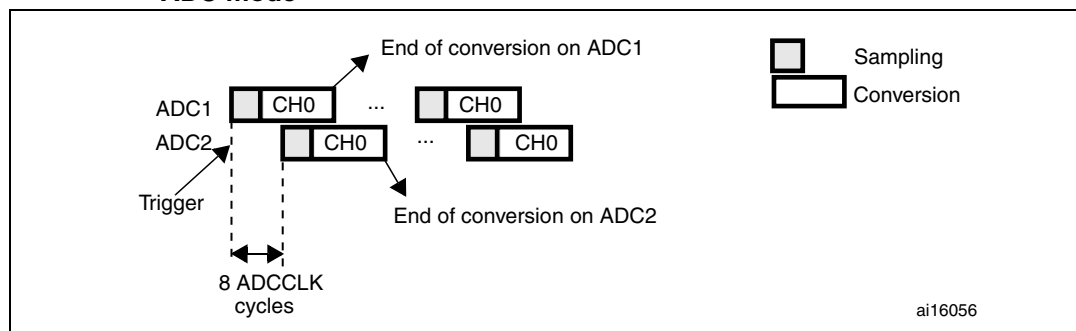 ADC mode
End of conversion on ADC1
Sampling
Conversion
ADC1
CH0
...
CH0
ADC2
CH0
...
CH0
Trigger
End of conversion on ADC2
8 ADCCLK
cycles
ai16056